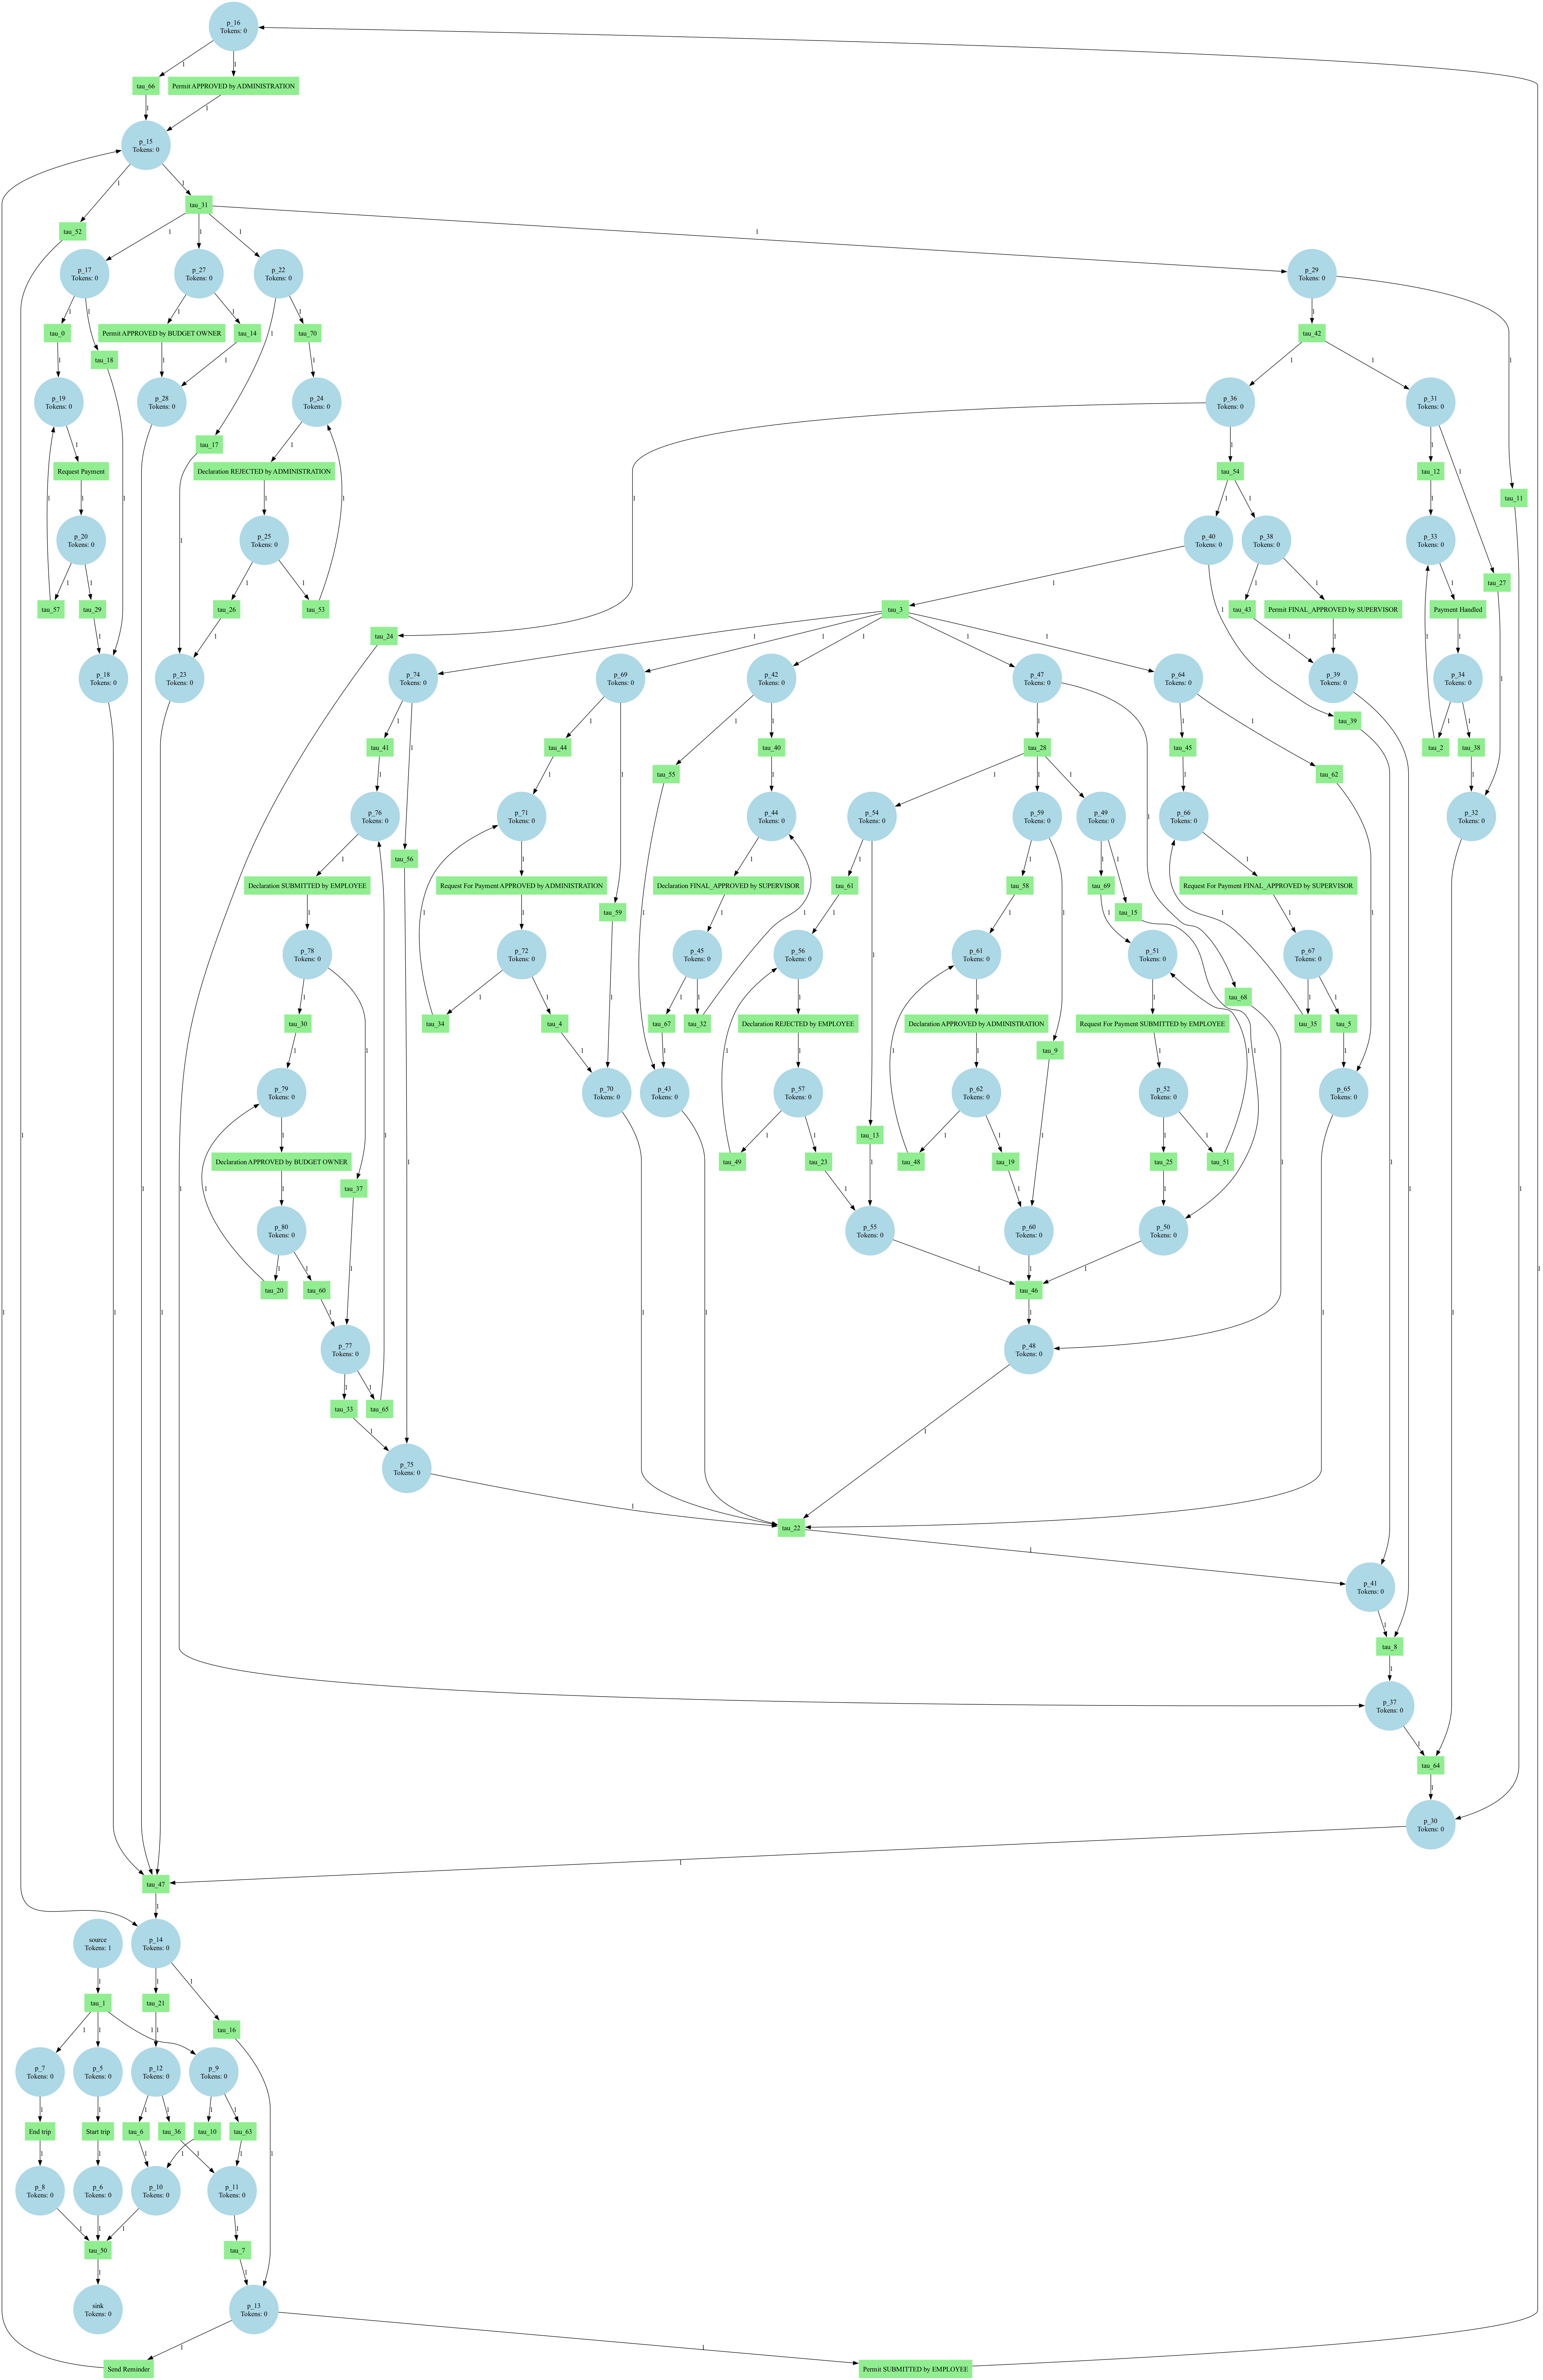 p_16
Tokens: 0
l
l
tau_66
Permit APPROVED by ADMINISTRATION
l
l
p_15
Tokens: 0
l
l
tau_31
tau_52
l
l
l
l
p_17
Tokens: 0
p_27
Tokens: 0
p_22
Tokens: 0
p_29
Tokens: 0
l
l
l
l
l
l
l
l
tau_0
Permit APPROVED by BUDGET OWNER
tau_14
tau_70
tau_42
tau_18
l
l
l
l
l
l
l
p_19
Tokens: 0
p_28
Tokens: 0
p_24
Tokens: 0
p_36
Tokens: 0
p_31
Tokens: 0
tau_17
l
l
l
l
l
Request Payment
Declaration REJECTED by ADMINISTRATION
tau_54
tau_12
tau_11
l
l
l
l
l
l
l
l
l
l
l
p_20
Tokens: 0
p_25
Tokens: 0
p_40
Tokens: 0
p_38
Tokens: 0
p_33
Tokens: 0
tau_27
l
l
l
l
l
l
l
l
tau_57
tau_29
tau_26
tau_53
tau_3
tau_43
Permit FINAL_APPROVED by SUPERVISOR
Payment Handled
tau_24
l
l
l
l
l
l
l
l
l
l
l
l
p_18
Tokens: 0
p_23
Tokens: 0
p_74
Tokens: 0
p_69
Tokens: 0
p_42
Tokens: 0
p_47
Tokens: 0
p_64
Tokens: 0
p_39
Tokens: 0
p_34
Tokens: 0
tau_39
l
l
l
l
l
l
l
l
l
l
l
tau_41
tau_44
tau_40
tau_28
tau_45
tau_2
tau_38
tau_55
tau_62
l
l
l
l
l
l
l
l
p_76
Tokens: 0
p_71
Tokens: 0
p_44
Tokens: 0
p_54
Tokens: 0
p_59
Tokens: 0
p_49
Tokens: 0
p_66
Tokens: 0
p_32
Tokens: 0
l
tau_56
l
l
l
l
l
l
l
l
l
l
Declaration SUBMITTED by EMPLOYEE
Request For Payment APPROVED by ADMINISTRATION
Declaration FINAL_APPROVED by SUPERVISOR
tau_61
tau_58
tau_69
Request For Payment FINAL_APPROVED by SUPERVISOR
tau_59
tau_15
l
l
l
l
l
l
l
l
p_78
Tokens: 0
p_72
Tokens: 0
p_45
Tokens: 0
p_56
Tokens: 0
p_61
Tokens: 0
p_51
Tokens: 0
p_67
Tokens: 0
tau_68
l
l
l
l
l
l
l
l
l
l
tau_30
tau_34
tau_4
tau_67
tau_32
Declaration REJECTED by EMPLOYEE
Declaration APPROVED by ADMINISTRATION
Request For Payment SUBMITTED by EMPLOYEE
tau_35
tau_5
tau_9
l
l
l
l
l
l
l
l
p_79
Tokens: 0
p_70
Tokens: 0
p_43
Tokens: 0
p_57
Tokens: 0
p_62
Tokens: 0
p_52
Tokens: 0
p_65
Tokens: 0
tau_13
l
l
l
l
l
l
l
Declaration APPROVED by BUDGET OWNER
tau_49
tau_23
tau_48
tau_19
tau_25
tau_51
tau_37
l
l
l
l
l
p_80
Tokens: 0
p_55
Tokens: 0
p_60
Tokens: 0
p_50
Tokens: 0
l
l
l
l
l
l
tau_20
tau_60
tau_46
l
l
l
p_77
Tokens: 0
p_48
Tokens: 0
l
l
tau_33
tau_65
l
l
p_75
Tokens: 0
l
tau_22
l
p_41
Tokens: 0
l
tau_8
l
p_37
Tokens: 0
l
tau_64
l
p_30
Tokens: 0
l
tau_47
l
source
Tokens: 1
p_14
Tokens: 0
l
l
l
tau_1
tau_21
tau_16
l
l
l
l
p_7
Tokens: 0
p_5
Tokens: 0
p_12
Tokens: 0
p_9
Tokens: 0
l
l
l
l
l
l
End trip
Start trip
tau_6
tau_36
tau_10
tau_63
l
l
l
l
l
l
l
p_8
Tokens: 0
p_6
Tokens: 0
p_10
Tokens: 0
p_11
Tokens: 0
l
l
l
l
tau_50
tau_7
l
l
sink
Tokens: 0
p_13
Tokens: 0
l
l
Send Reminder
Permit SUBMITTED by EMPLOYEE